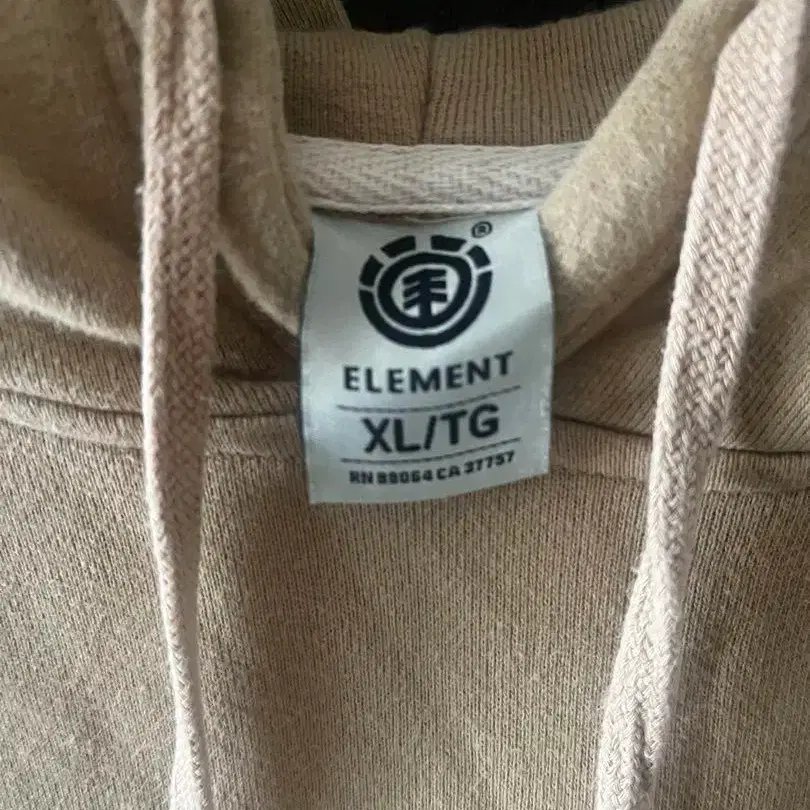 ®
ELEMENT
XL/TG
RN 88064 CA 37757